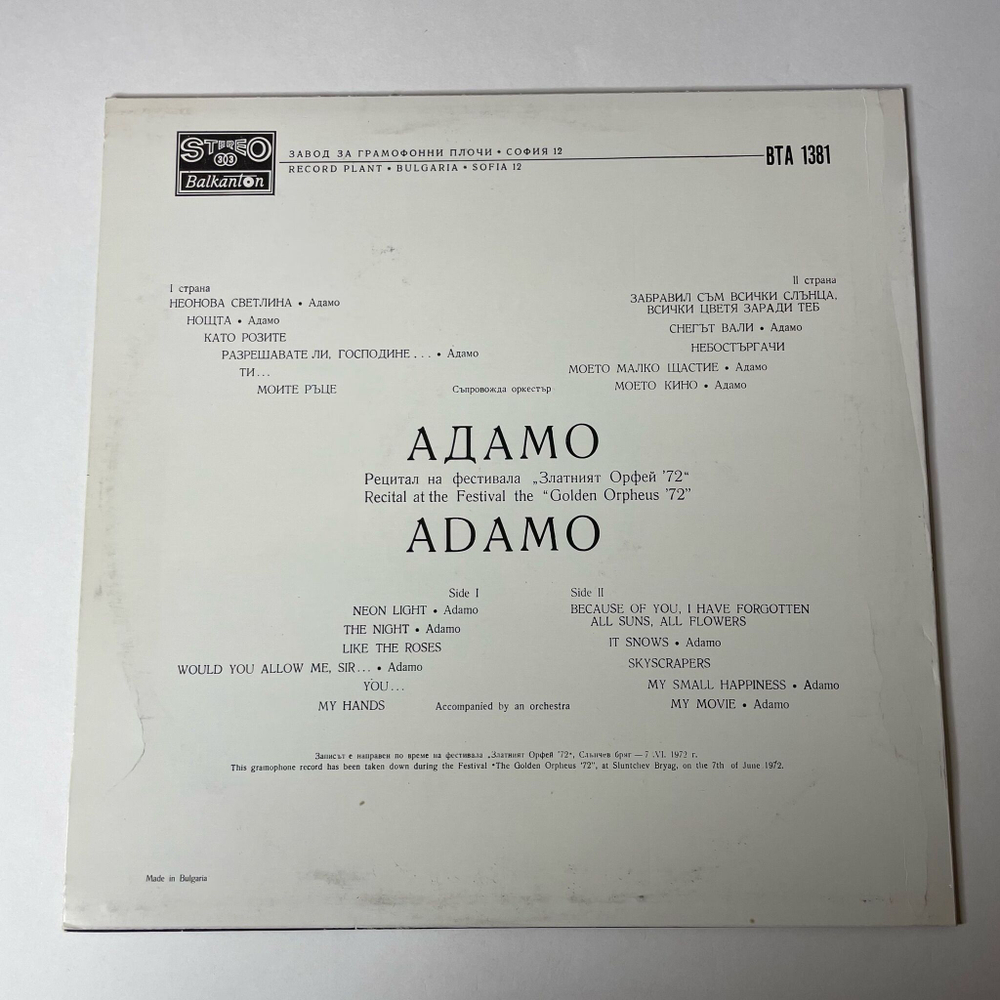 STEREO
303
Balkanton
ЗАВОД ЗА ГРАМОФОННИ ПЛОЧИ • СОФИЯ 12
RECORD PLANT • BULGARIA • SOFIA 12
ВТА 1381
I страна
НЕОНОВА СВЕТЛИНА • Адамо
НОЩТА • Адамо
КАТО РОЗИТЕ
РАЗРЕШАВАТЕ ЛИ, ГОСПОДИНЕ . . . • Адамо
ТИ . . .
МОИТЕ РЪЦЕ
Съпровожда оркестър
II страна
ЗАБРАВИЛ СЪМ ВСИЧКИ СЛЪНЦА,
ВСИЧКИ ЦВЕТЯ ЗАРАДИ ТЕБ
СНЕГЪТ ВАЛИ • Адамо
НЕБОСТЪРГАЧИ
МОЕТО МАЛКО ЩАСТИЕ • Адамо
МОЕТО КИНО • Адамо
АДАМО
Рецитал на фестивала „Златният Орфей '72“
Recital at the Festival the “Golden Orpheus '72”
ADAMO
Side I
NEON LIGHT • Adamo
THE NIGHT • Adamo
LIKE THE ROSES
WOULD YOU ALLOW ME, SIR . . . • Adamo
YOU . . .
MY HANDS
Accompanied by an orchestra
Side II
BECAUSE OF YOU, I HAVE FORGOTTEN
ALL SUNS, ALL FLOWERS
IT SNOWS • Adamo
SKYSCRAPERS
MY SMALL HAPPINESS • Adamo
MY MOVIE • Adamo
Записът е направен по време на фестивала „Златният Орфей '72“, Слънчев бряг — 7 .VI. 1972 г.
This gramophone record has been taken down during the Festival “The Golden Orpheus '72”, at Sluntchev Bryag, on the 7th of June 1972.
Made in Bulgaria